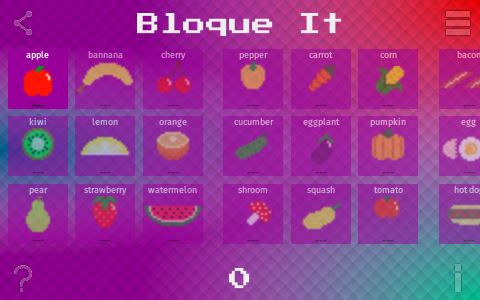 Bloque It
apple bannana cherry pepper carrot corn bacon
kiwi lemon orange cucumber eggplant pumpkin egg
pear strawberry watermelon shroom squash tomato hot do
? 0 i